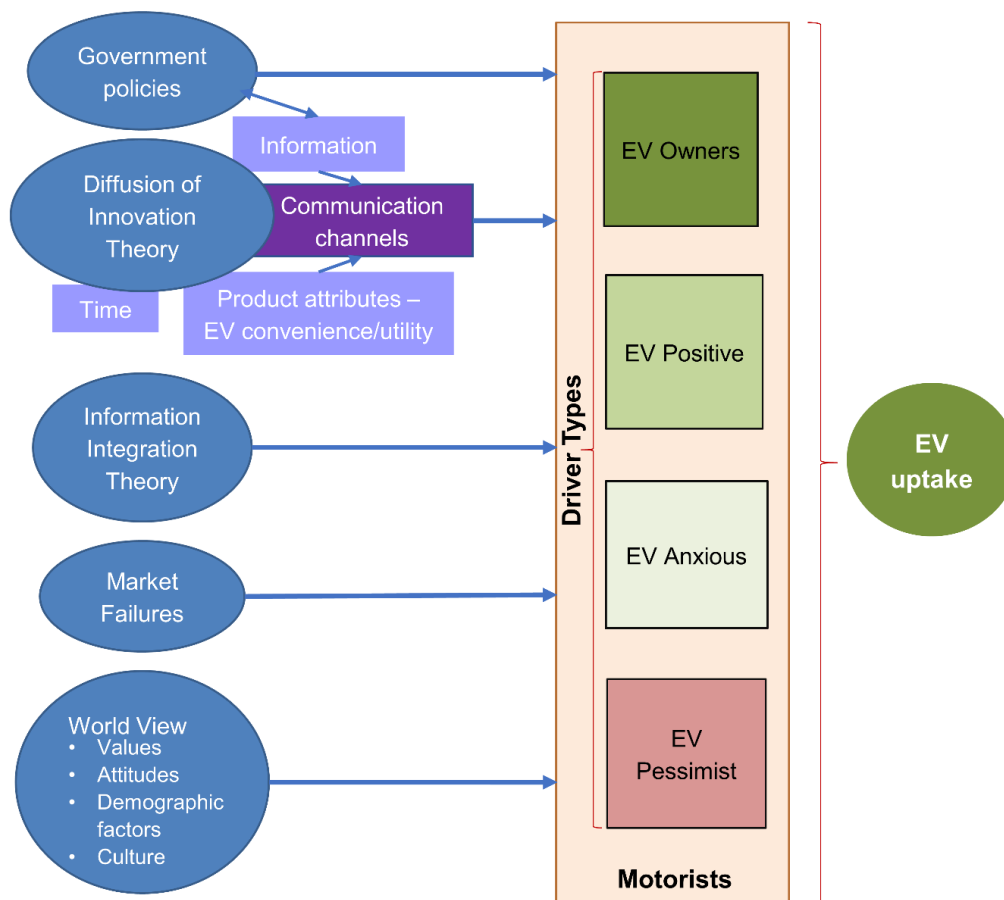 Government
policies
Information
Diffusion of
Innovation
Theory
Communication
channels
Time
Product attributes –
EV convenience/utility
Information
Integration
Theory
Market
Failures
World View
• Values
• Attitudes
• Demographic
factors
• Culture
Driver Types
EV Owners
EV Positive
EV Anxious
EV
Pessimist
Motorists
EV
uptake